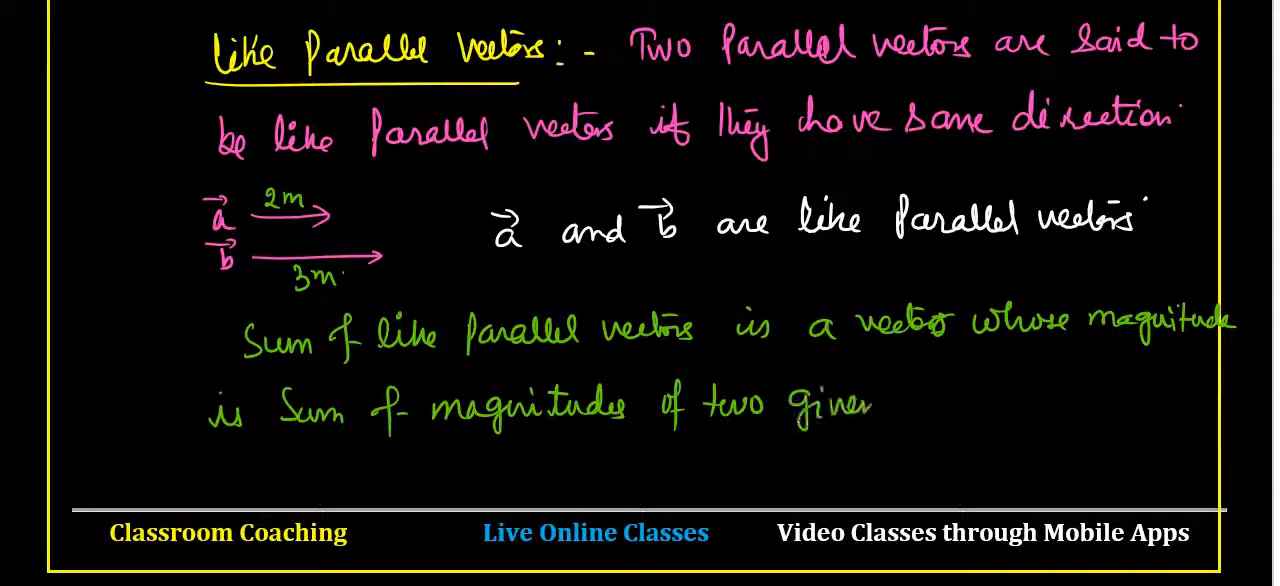 Like Parallel Vectors:- Two Parallel vectors are said to
be like Parallel vectors if they have same direction.
a⃗ 2m
b⃗ 3m.
a⃗ and b⃗ are like Parallel vectors.
Sum of like Parallel vectors is a vector whose magnitude
is Sum of magnitudes of two given
Classroom Coaching Live Online Classes Video Classes through Mobile Apps